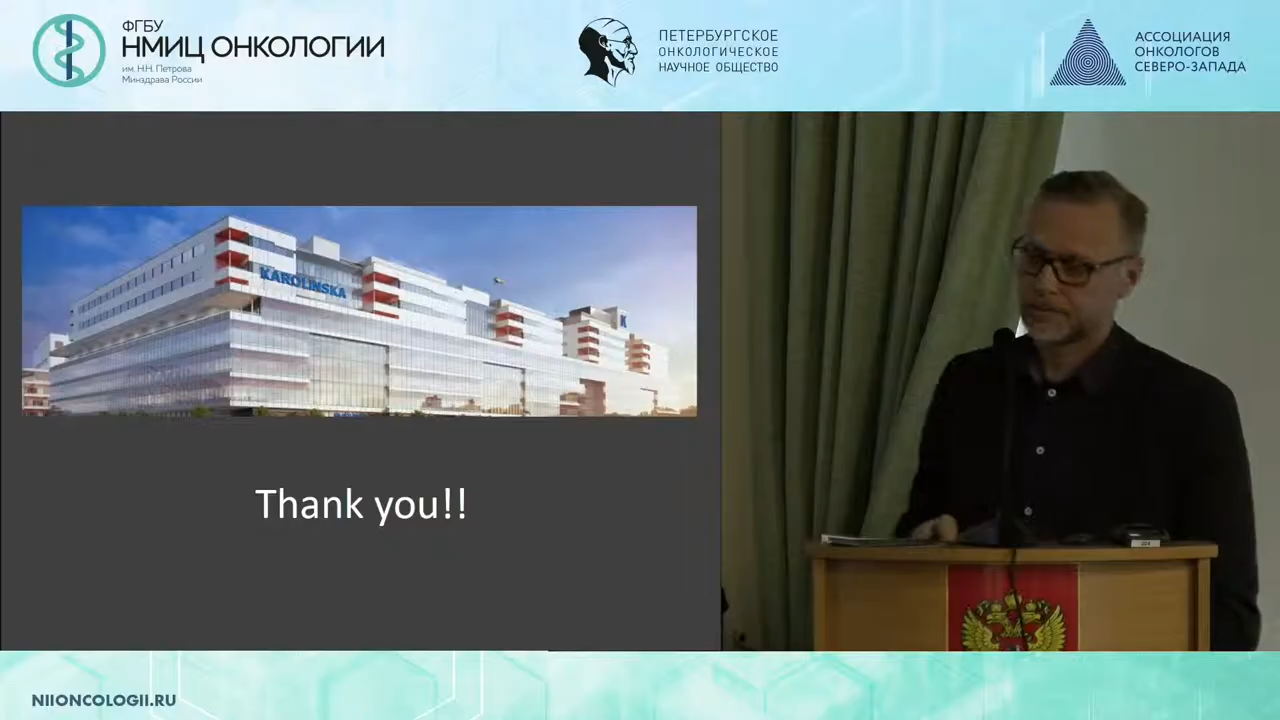 ФГБУ
НМИЦ ОНКОЛОГИИ
им. Н.Н. Петрова
Минздрава России
ПЕТЕРБУРГСКОЕ
ОНКОЛОГИЧЕСКОЕ
НАУЧНОЕ ОБЩЕСТВО
АССОЦИАЦИЯ
ОНКОЛОГОВ
СЕВЕРО-ЗАПАДА
KAROLINSKA
K
Thank you!!
NIIONCOLOGII.RU